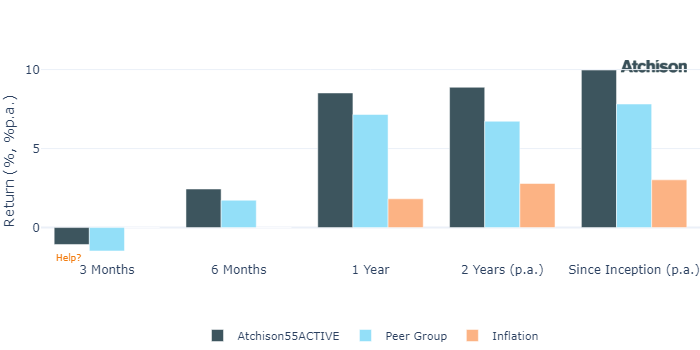 Atchison
Return (%, %p.a.)
10
5
0
Help?
3 Months
6 Months
1 Year
2 Years (p.a.)
Since Inception (p.a.)
Atchison55ACTIVE
Peer Group
Inflation